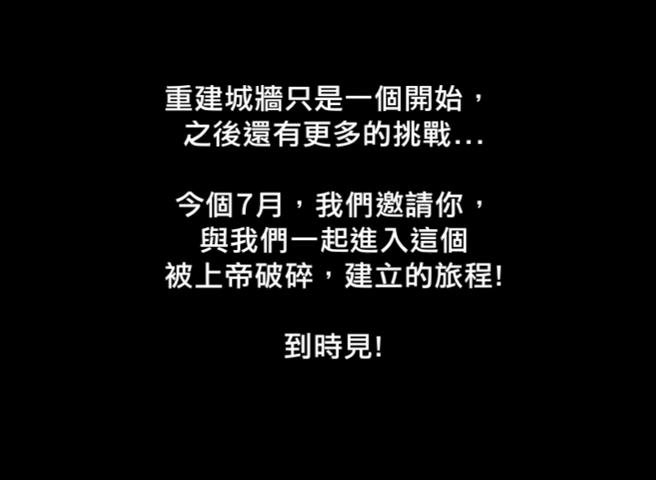 重建城牆只是一個開始，
之後還有更多的挑戰...
今個7月，我們邀請你，
與我們一起進入這個
被上帝破碎，建立的旅程!
到時見!